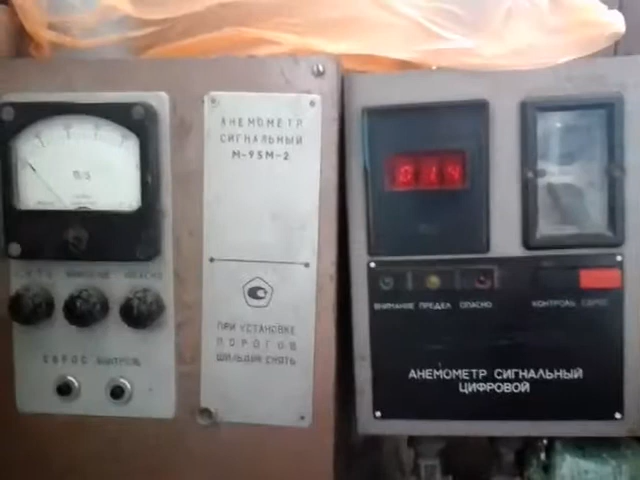 АНЕМОМЕТР
СИГНАЛЬНЫЙ
М-95М-2
СБРОС КОНТРОЛЬ
ПРИ УСТАНОВКЕ
ПОРОГОВ
ШИЛЬДИК СНЯТЬ
ВНИМАНИЕ ПРЕДЕЛ ОПАСНО
КОНТРОЛЬ СБРОС
АНЕМОМЕТР СИГНАЛЬНЫЙ
ЦИФРОВОЙ